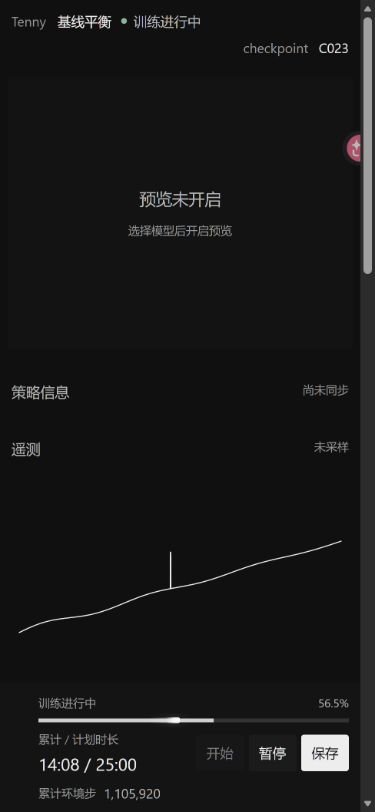 Tenny 基线平衡 训练进行中
checkpoint C023
预览未开启
选择模型后开启预览
策略信息 尚未同步
遥测 未采样
训练进行中 56.5%
累计 / 计划时长
14:08 / 25:00
开始 暂停 保存
累计环境步 1,105,920